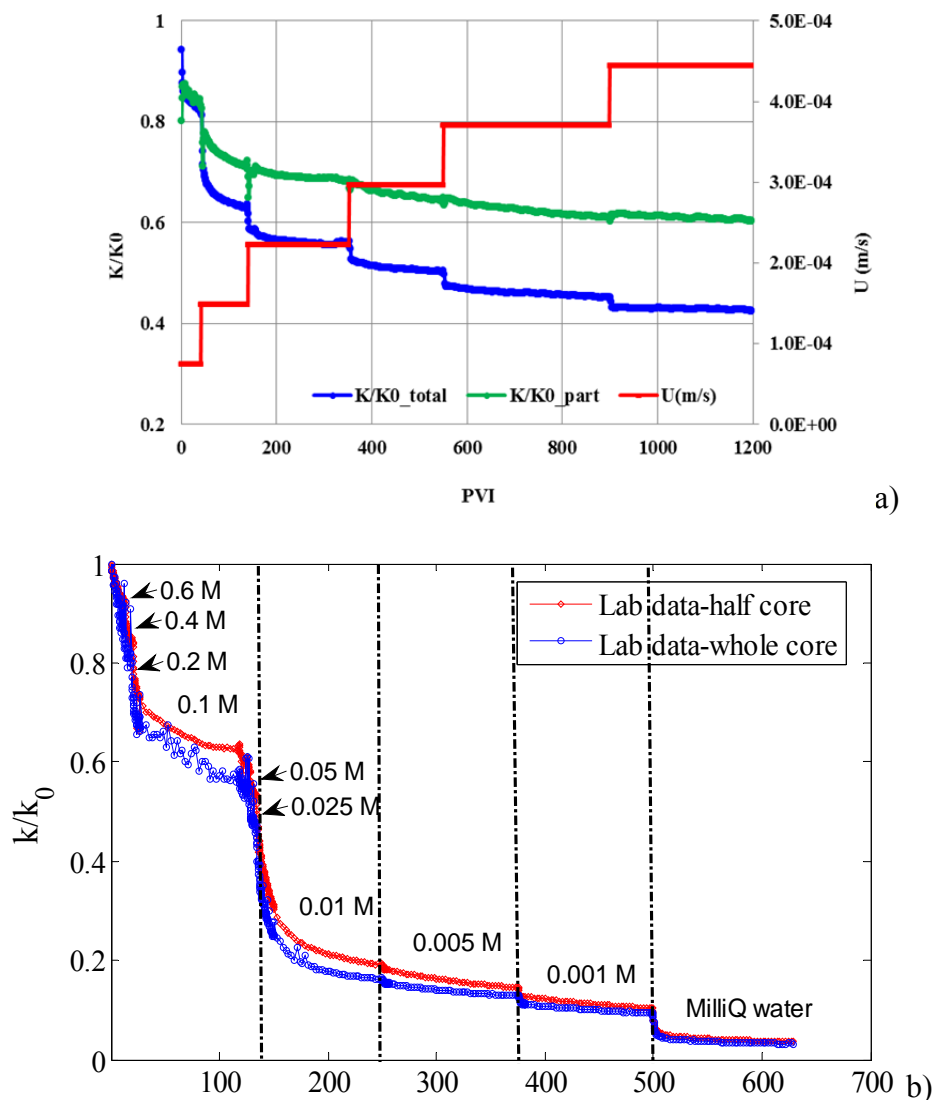 1
0.8
0.6
0.4
0.2
K/K0
5.0E-04
4.0E-04
3.0E-04
2.0E-04
1.0E-04
0.0E+00
U (m/s)
K/K0_total K/K0_part U(m/s)
0 200 400 600 800 1000 1200
PVI
a)
1
0.8
0.6
0.4
0.2
0
k/k0
0.6 M
0.4 M
0.2 M
0.1 M
0.05 M
0.025 M
0.01 M
0.005 M
0.001 M
MilliQ water
Lab data-half core
Lab data-whole core
100 200 300 400 500 600 700
b)